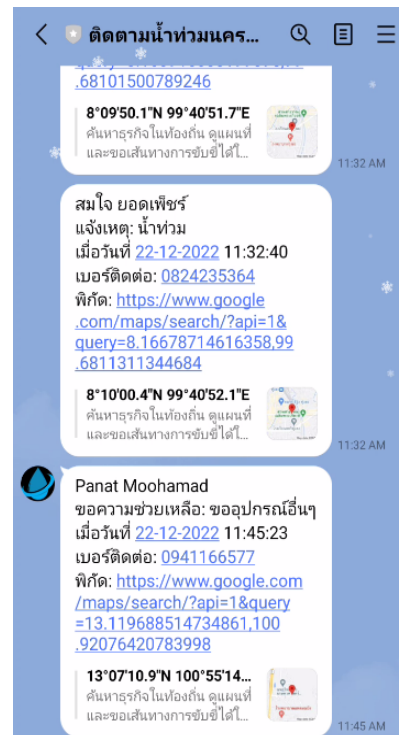 ติดตามน้ำท่วมนคร...
.68101500789246
8°09'50.1"N 99°40'51.7"E
ค้นหาธุรกิจในท้องถิ่น ดูแผนที่
และขอเส้นทางการขับขี่ได้ใ...
11:32 AM
สมใจ ยอดเพ็ชร์
แจ้งเหตุ: น้ำท่วม
เมื่อวันที่ 22-12-2022 11:32:40
เบอร์ติดต่อ: 0824235364
พิกัด: https://www.google
.com/maps/search/?api=1&
query=8.16678714616358,99
.6811311344684
8°10'00.4"N 99°40'52.1"E
ค้นหาธุรกิจในท้องถิ่น ดูแผนที่
และขอเส้นทางการขับขี่ได้ใ...
11:32 AM
Panat Moohamad
ขอความช่วยเหลือ: ขออุปกรณ์อื่นๆ
เมื่อวันที่ 22-12-2022 11:45:23
เบอร์ติดต่อ: 0941166577
พิกัด: https://www.google.com
/maps/search/?api=1&query
=13.119688514734861,100
.92076420783998
13°07'10.9"N 100°55'14...
ค้นหาธุรกิจในท้องถิ่น ดูแผนที่
และขอเส้นทางการขับขี่ได้ใ...
11:45 AM